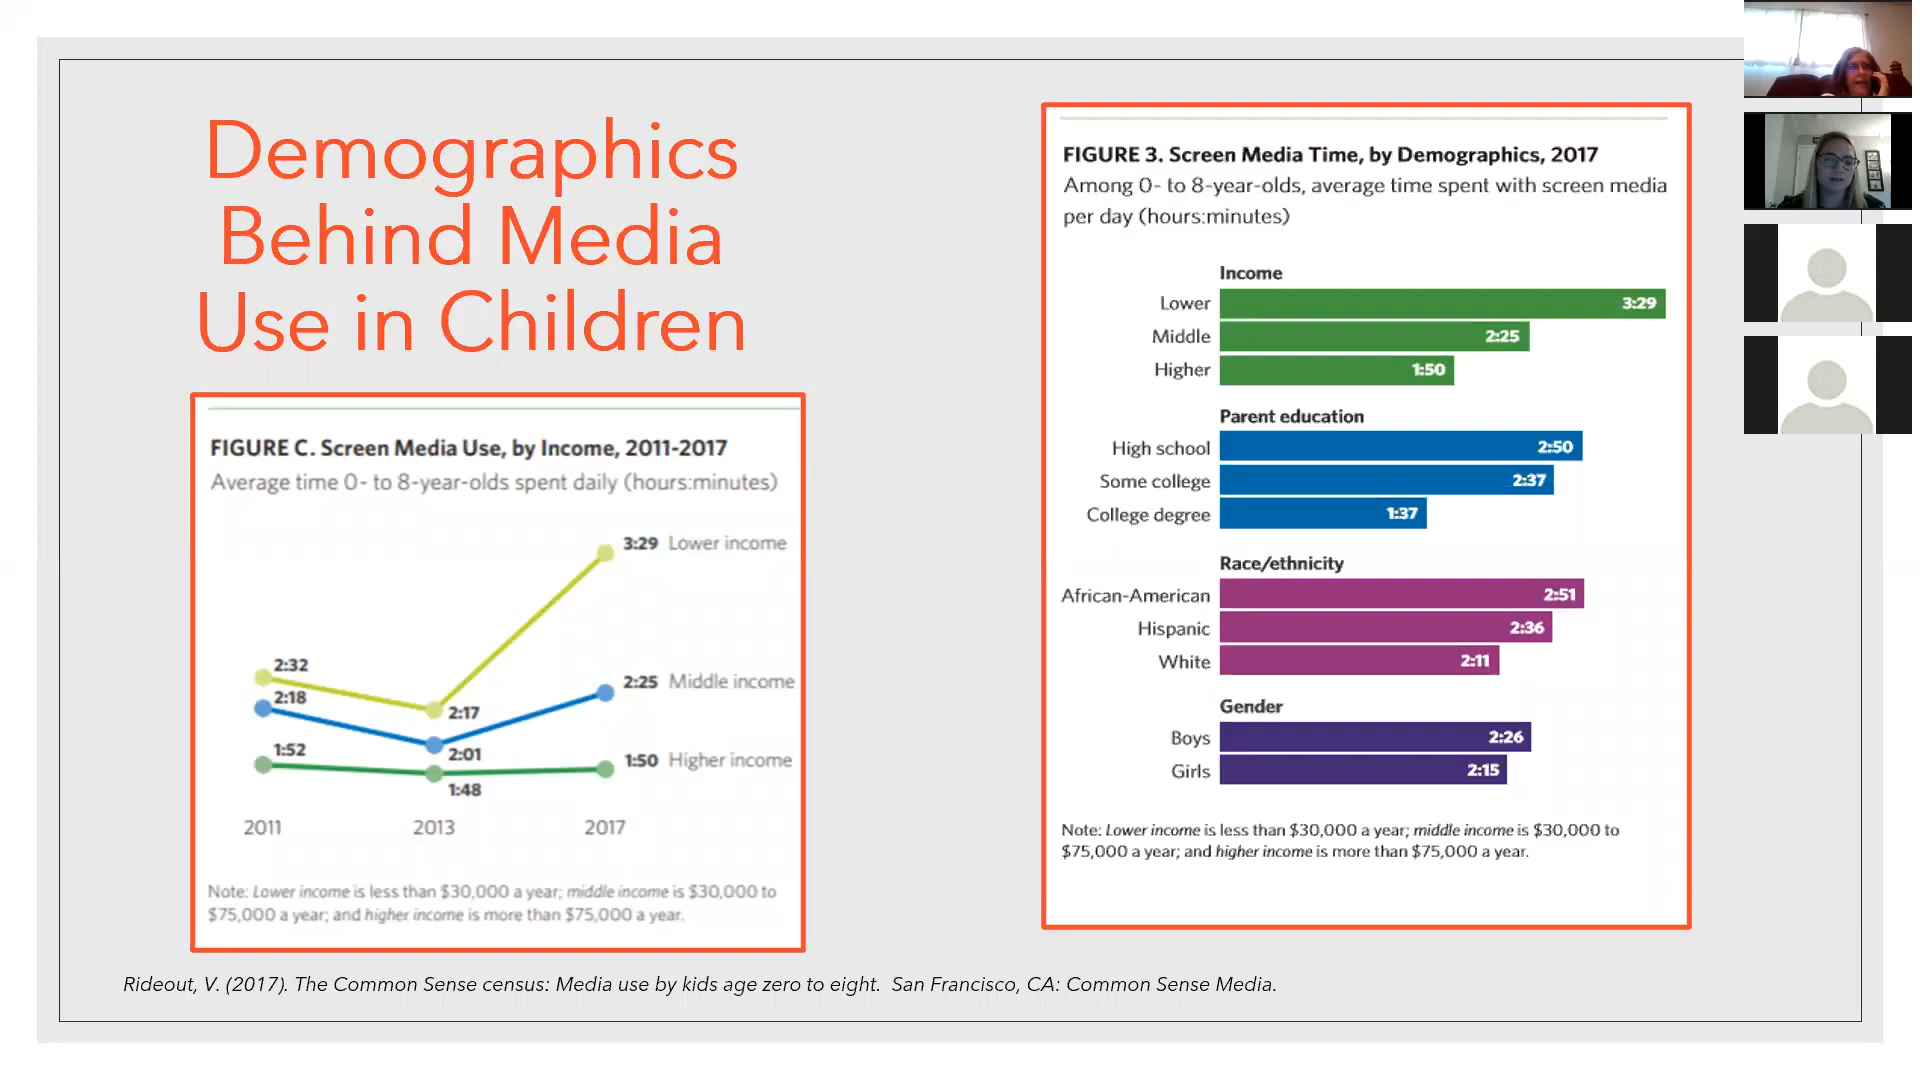 Demographics
Behind Media
Use in Children
FIGURE C. Screen Media Use, by Income, 2011-2017
Average time 0- to 8-year-olds spent daily (hours:minutes)
3:29 Lower income
2:32
2:18
2:17
2:25 Middle income
1:52
2:01
1:50 Higher income
1:48
2011 2013 2017
Note: Lower income is less than $30,000 a year; middle income is $30,000 to
$75,000 a year; and higher income is more than $75,000 a year.
FIGURE 3. Screen Media Time, by Demographics, 2017
Among 0- to 8-year-olds, average time spent with screen media
per day (hours:minutes)
Income
Lower 3:29
Middle 2:25
Higher 1:50
Parent education
High school 2:50
Some college 2:37
College degree 1:37
Race/ethnicity
African-American 2:51
Hispanic 2:36
White 2:11
Gender
Boys 2:26
Girls 2:15
Note: Lower income is less than $30,000 a year; middle income is $30,000 to
$75,000 a year; and higher income is more than $75,000 a year.
Rideout, V. (2017). The Common Sense census: Media use by kids age zero to eight. San Francisco, CA: Common Sense Media.